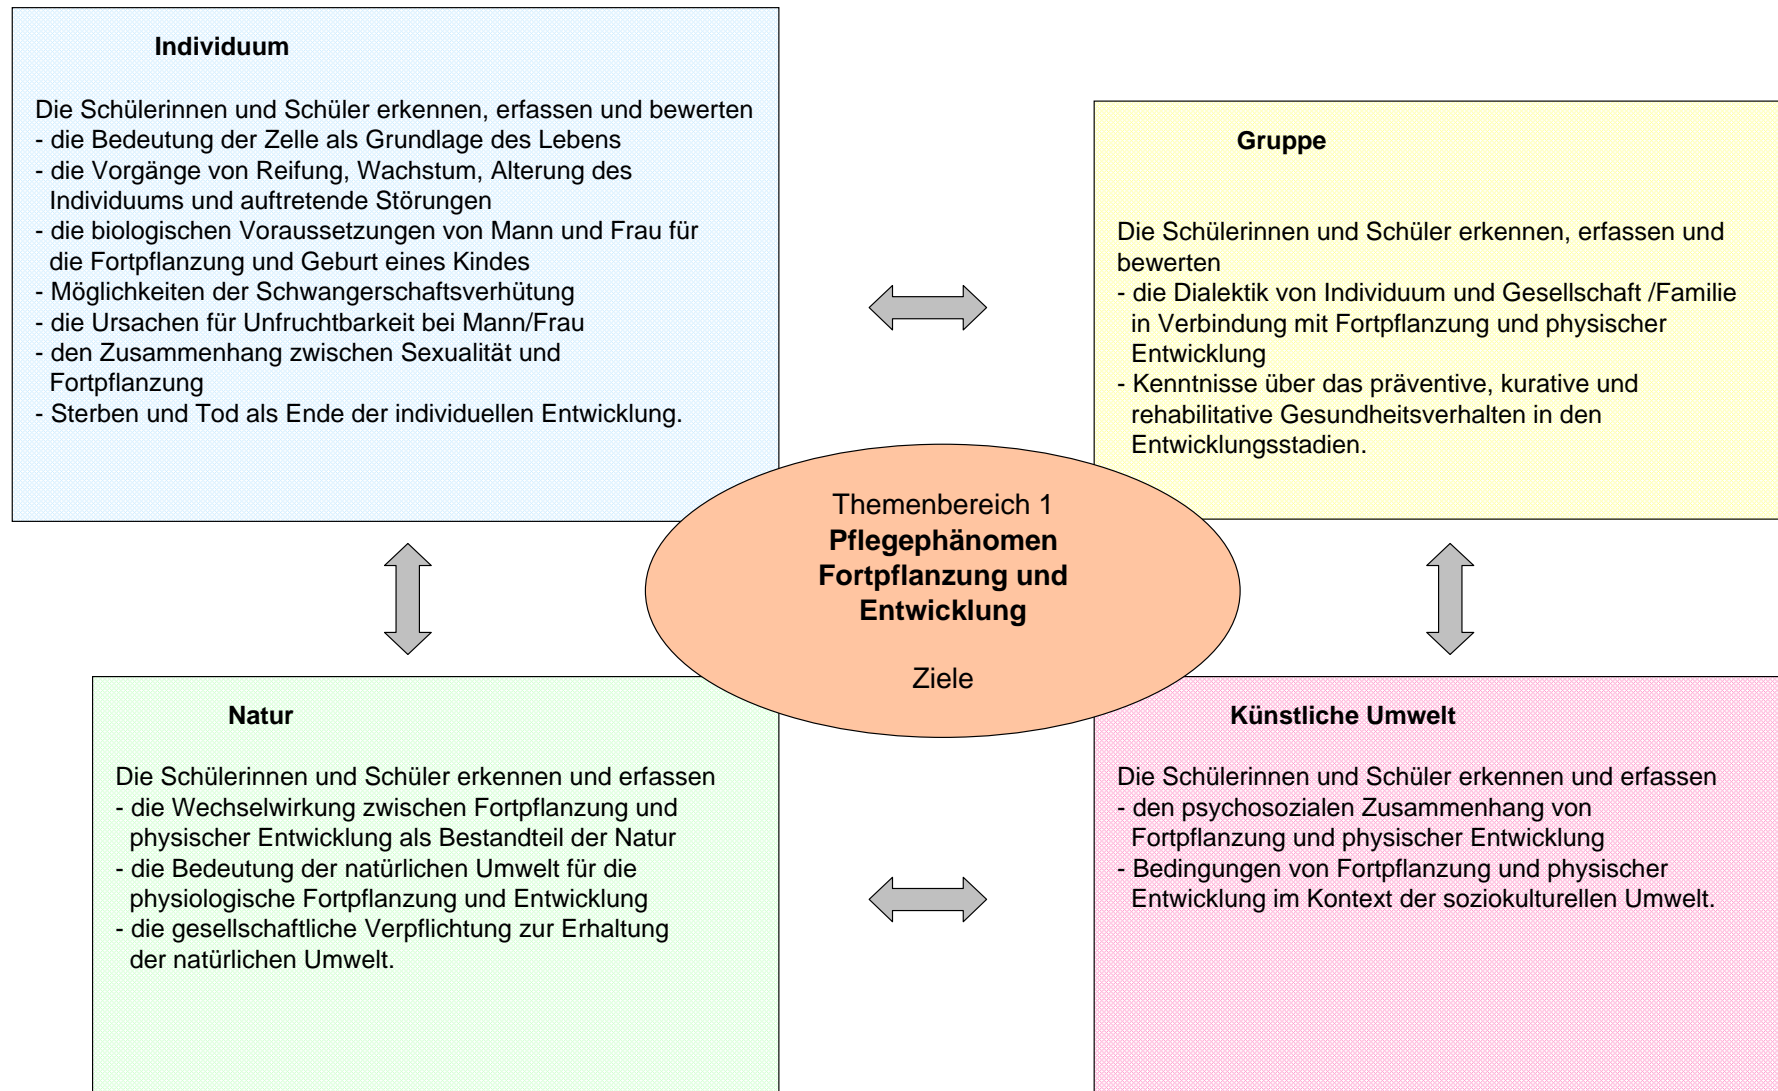 Individuum
Die Schülerinnen und Schüler erkennen, erfassen und bewerten
- die Bedeutung der Zelle als Grundlage des Lebens
- die Vorgänge von Reifung, Wachstum, Alterung des
Individuums und auftretende Störungen
- die biologischen Voraussetzungen von Mann und Frau für
die Fortpflanzung und Geburt eines Kindes
- Möglichkeiten der Schwangerschaftsverhütung
- die Ursachen für Unfruchtbarkeit bei Mann/Frau
- den Zusammenhang zwischen Sexualität und
Fortpflanzung
- Sterben und Tod als Ende der individuellen Entwicklung.
Gruppe
Die Schülerinnen und Schüler erkennen, erfassen und
bewerten
- die Dialektik von Individuum und Gesellschaft /Familie
in Verbindung mit Fortpflanzung und physischer
Entwicklung
- Kenntnisse über das präventive, kurative und
rehabilitative Gesundheitsverhalten in den
Entwicklungsstadien.
Themenbereich 1
Pflegephänomen
Fortpflanzung und
Entwicklung
Ziele
Natur
Die Schülerinnen und Schüler erkennen und erfassen
- die Wechselwirkung zwischen Fortpflanzung und
physischer Entwicklung als Bestandteil der Natur
- die Bedeutung der natürlichen Umwelt für die
physiologische Fortpflanzung und Entwicklung
- die gesellschaftliche Verpflichtung zur Erhaltung
der natürlichen Umwelt.
Künstliche Umwelt
Die Schülerinnen und Schüler erkennen und erfassen
- den psychosozialen Zusammenhang von
Fortpflanzung und physischer Entwicklung
- Bedingungen von Fortpflanzung und physischer
Entwicklung im Kontext der soziokulturellen Umwelt.